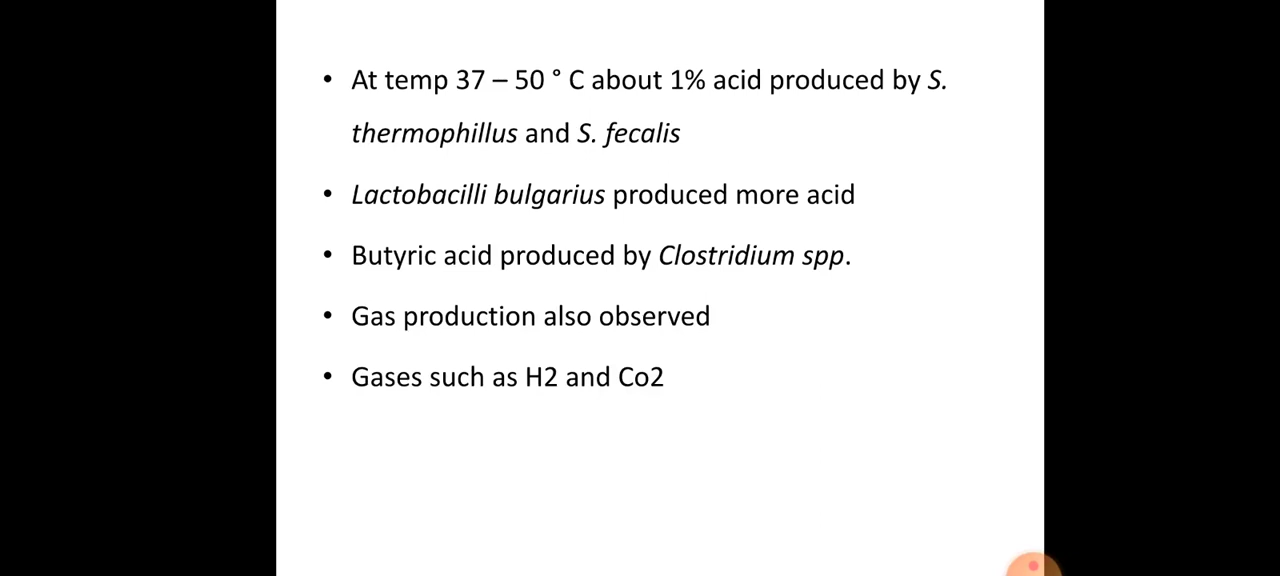 • At temp 37 – 50 ° C about 1% acid produced by S.
thermophillus and S. fecalis
• Lactobacilli bulgarius produced more acid
• Butyric acid produced by Clostridium spp.
• Gas production also observed
• Gases such as H2 and Co2